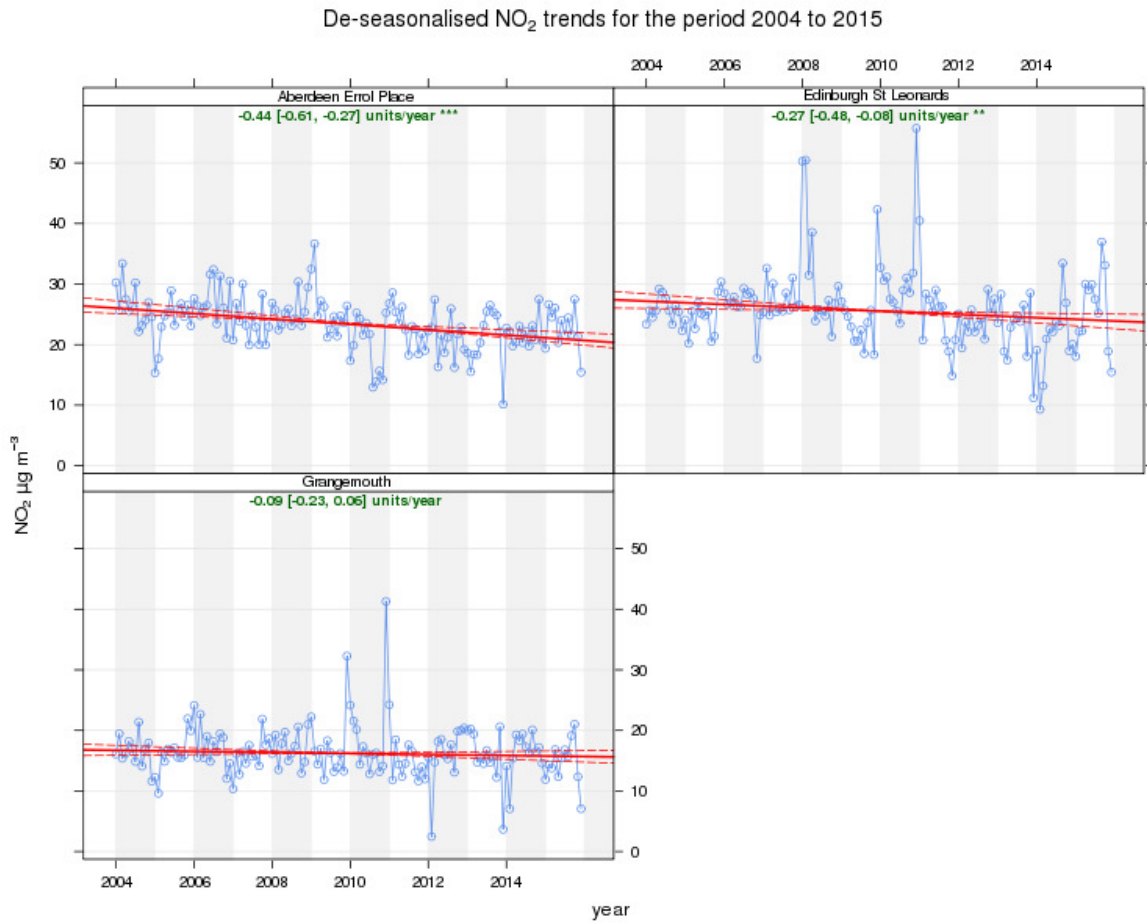 De-seasonalised NO₂ trends for the period 2004 to 2015
2004 2006 2008 2010 2012 2014
Aberdeen Errol Place
Edinburgh St Leonards
-0.44 [-0.61, -0.27] units/year ***
-0.27 [-0.48, -0.08] units/year **
50
40
30
20
10
0
Grangemouth
-0.09 [-0.23, 0.06] units/year
50
40
30
20
10
0
NO₂ µg m⁻³
2004 2006 2008 2010 2012 2014
year